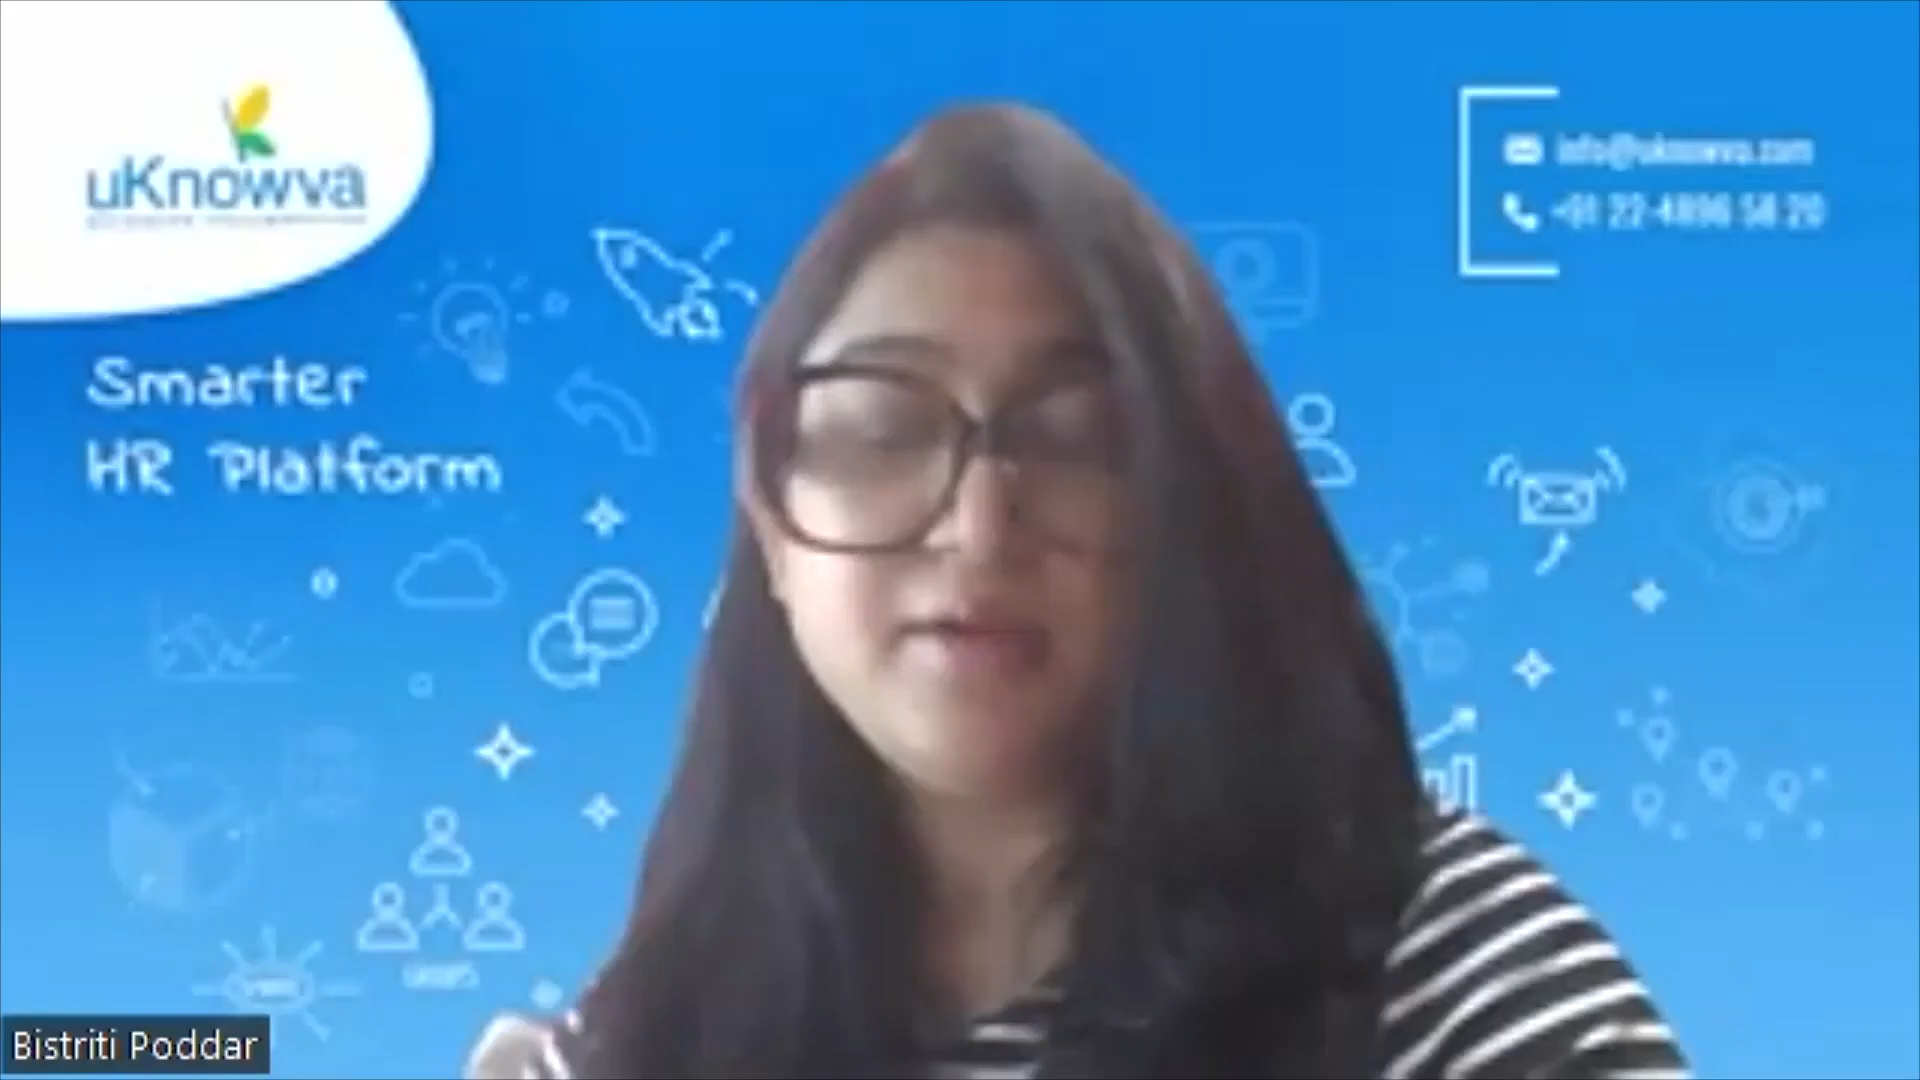 uKnowva
info@uknowva.com
+91 22-4896 58 20
Smarter
HR Platform
Bistriti Poddar